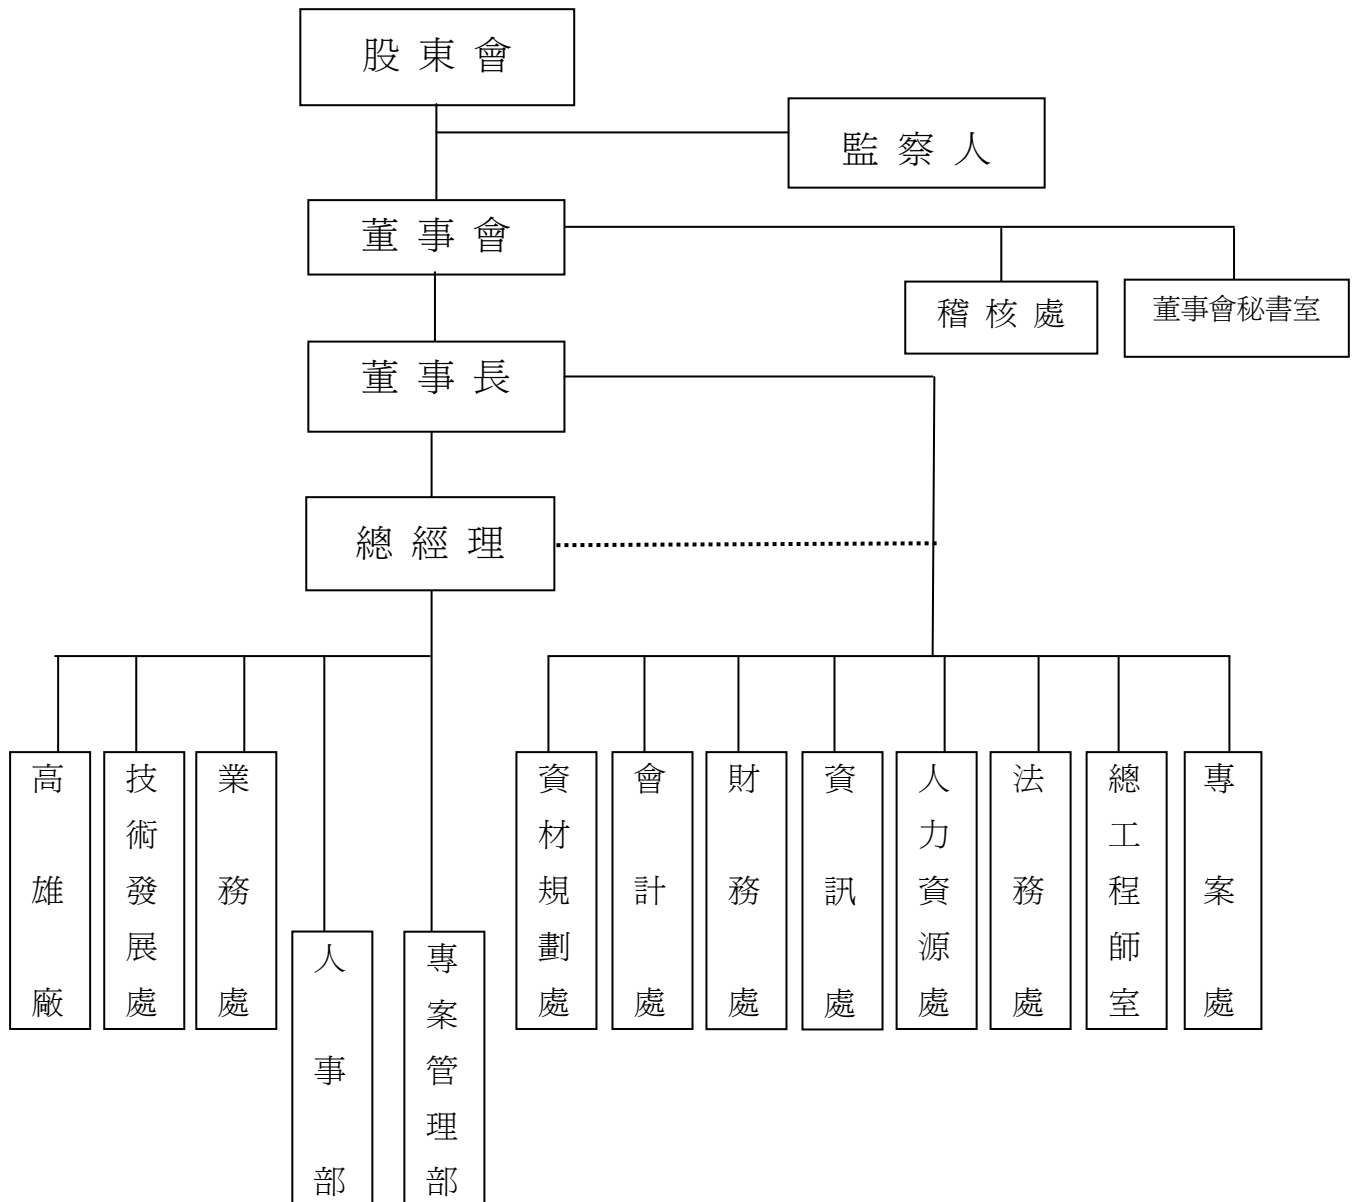 股東會
監察人
董事會
稽核處
董事會秘書室
董事長
總經理
高雄廠
技術發展處
業務處
人事部
專案管理部
資材規劃處
會計處
財務處
資訊處
人力資源處
法務處
總工程師室
專案處